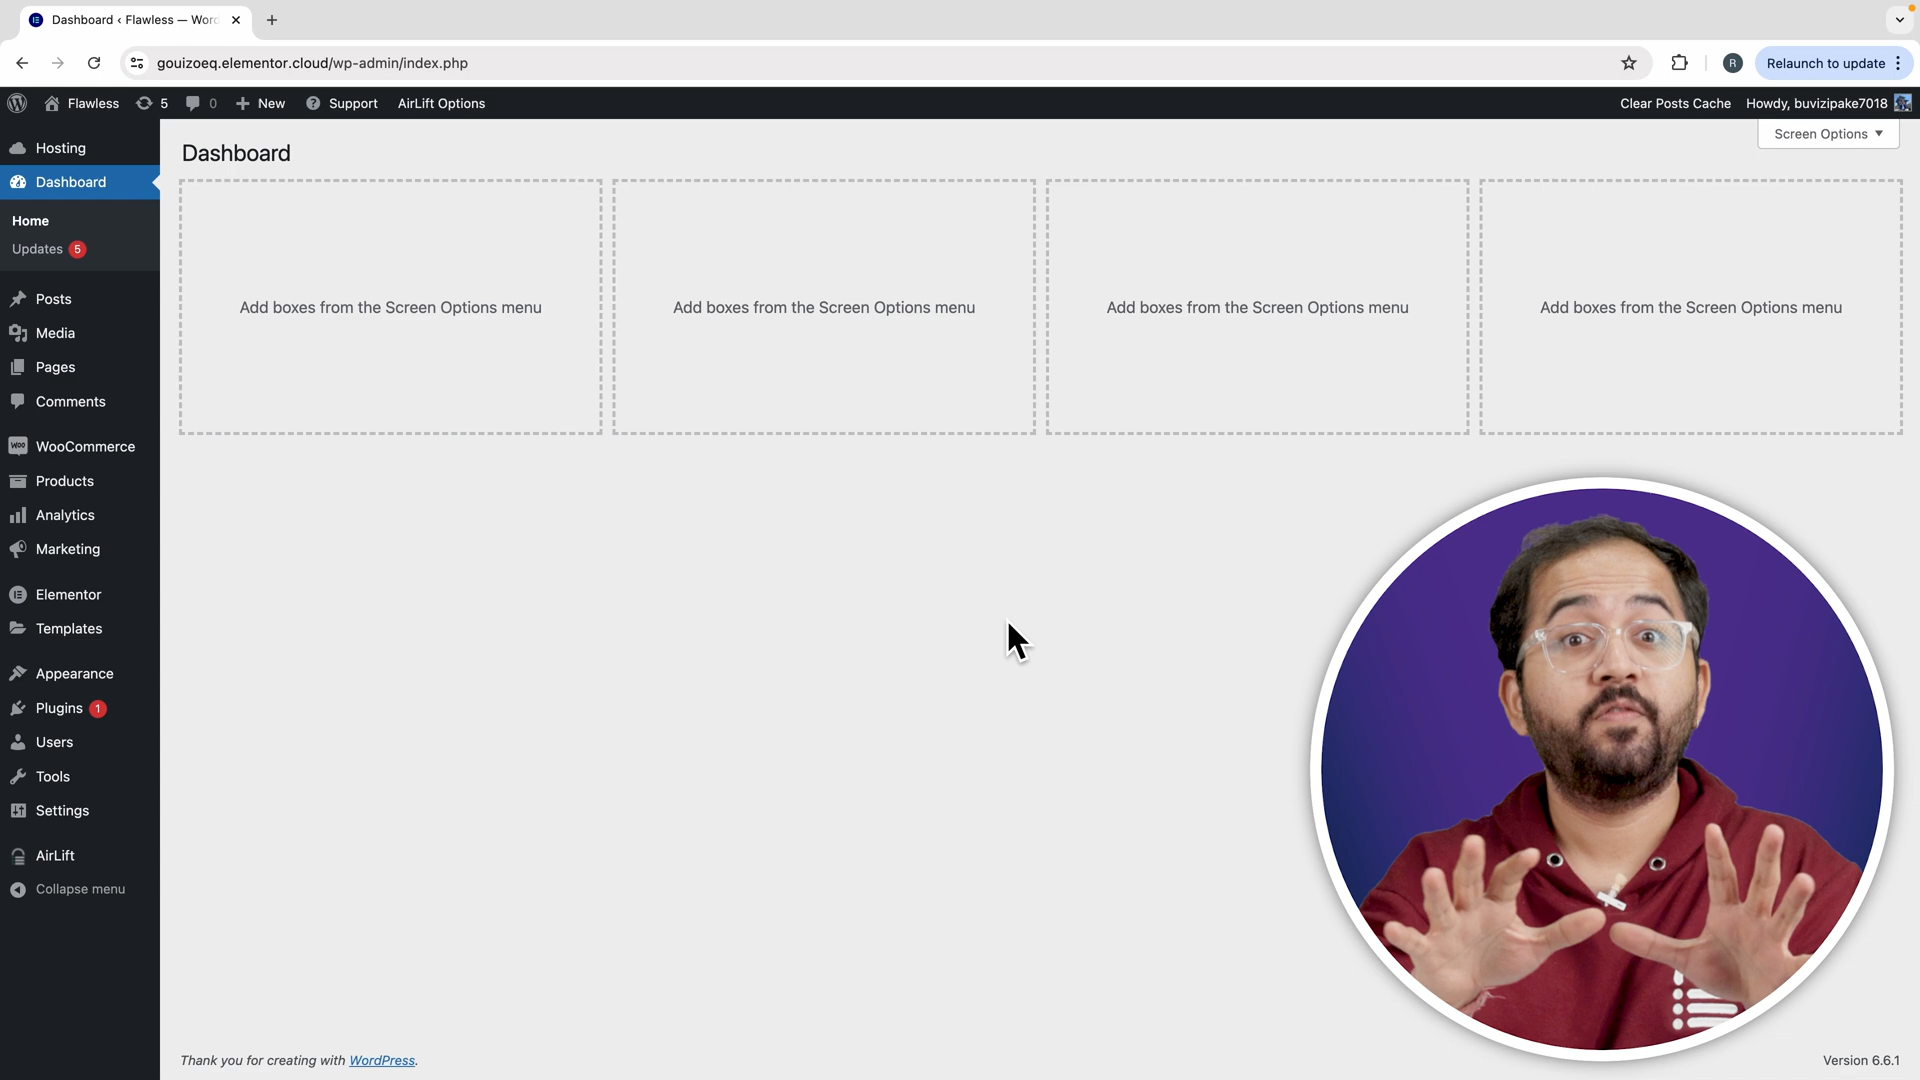 Dashboard ‹ Flawless — Word
gouizoeq.elementor.cloud/wp-admin/index.php
R
Relaunch to update
Flawless
5
0
New
Support
AirLift Options
Clear Posts Cache
Howdy, buvizipake7018
Screen Options
Hosting
Dashboard
Home
Updates 5
Posts
Media
Pages
Comments
Woo WooCommerce
Products
Analytics
Marketing
Elementor
Templates
Appearance
Plugins 1
Users
Tools
Settings
AirLift
Collapse menu
Dashboard
Add boxes from the Screen Options menu
Add boxes from the Screen Options menu
Add boxes from the Screen Options menu
Add boxes from the Screen Options menu
Thank you for creating with WordPress.
Version 6.6.1